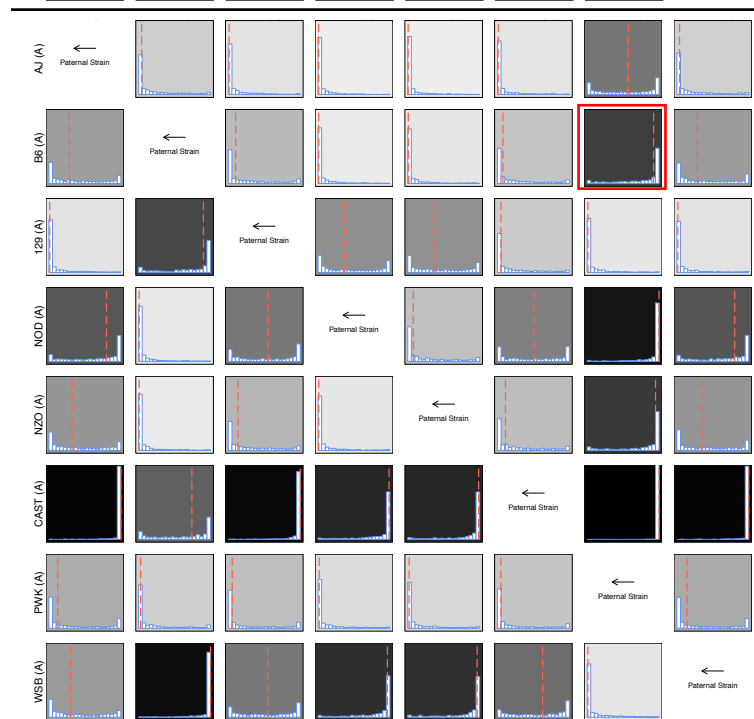 AJ (A)
Paternal Strain
B6 (A)
Paternal Strain
129 (A)
Paternal Strain
NOD (A)
Paternal Strain
NZO (A)
Paternal Strain
CAST (A)
Paternal Strain
PWK (A)
Paternal Strain
WSB (A)
Paternal Strain